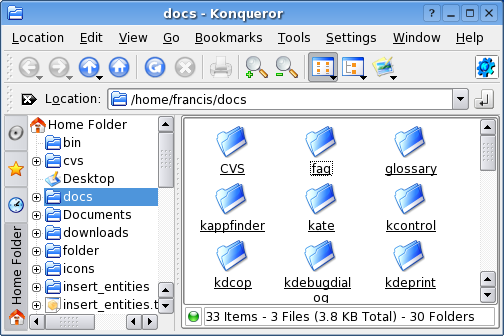 docs - Konqueror
Location Edit View Go Bookmarks Tools Settings Window Help
Location: /home/francis/docs
Home Folder
Home Folder
bin
cvs
Desktop
docs
Documents
downloads
folder
icons
insert_entities
insert_entities.t
CVS faq glossary
kappfinder kate kcontrol
kdcop kdebugdialog kdeprint
33 Items - 3 Files (3.8 KB Total) - 30 Folders